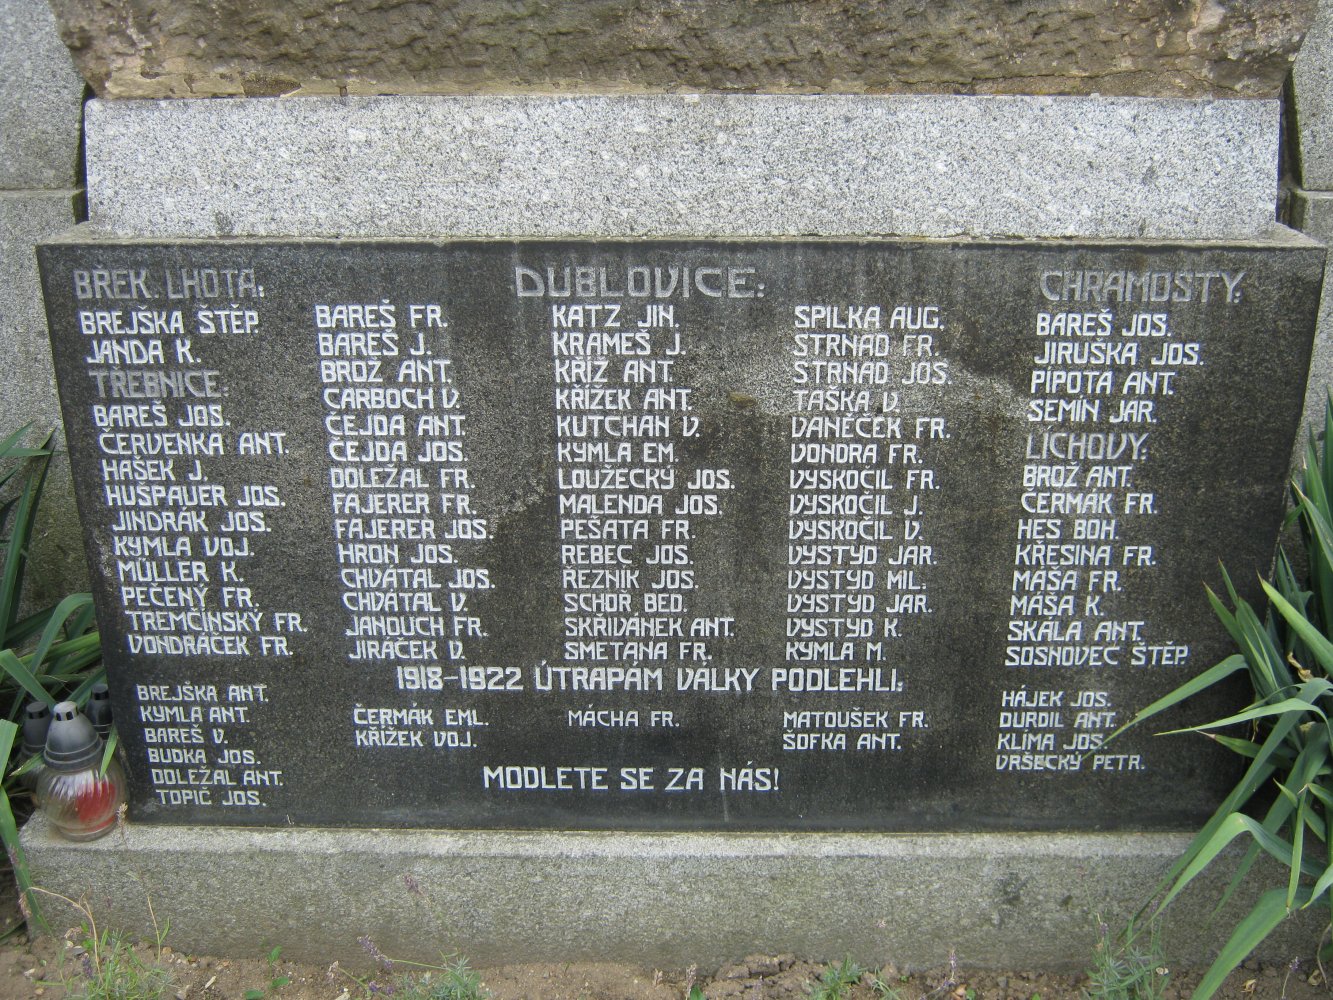 BŘEK. LHOTA:
BREJŠKA ŠTĚP.
JANDA K.
TŘEBNICE:
BAREŠ JOS.
ČERVENKA ANT.
HAŠEK J.
HUSPAUER JOS.
JINDRÁK JOS.
KYMLA VOJ.
MÜLLER K.
PEČENÝ FR.
TREMČÍNSKÝ FR.
VONDRÁČEK FR.
DUBLOVICE:
BAREŠ FR.
BAREŠ J.
BROŽ ANT.
CARBOCH V.
ČEJDA ANT.
ČEJDA JOS.
DOLEŽAL FR.
FAJERER FR.
FAJERER JOS.
HRON JOS.
CHVÁTAL JOS.
CHVÁTAL V.
JANOUCH FR.
JIRÁČEK V.
KATZ JIN.
KRAMEŠ J.
KŘÍŽ ANT.
KŘÍŽEK ANT.
KUTCHAN V.
KYMLA EM.
LOUŽECKÝ JOS.
MALENDA JOS.
PEŠATA FR.
REBEC JOS.
ŘEZNÍK JOS.
SCHOŘ BED.
SKŘIVÁNEK ANT.
SMETANA FR.
SPILKA AUG.
STRNAD FR.
STRNAD JOS.
TAŠKA V.
VANĚČEK FR.
VONDRA FR.
VYSKOČIL FR.
VYSKOČIL J.
VYSKOČIL V.
VYSTYD JAR.
VYSTYD MIL.
VYSTYD JAR.
VYSTYD K.
KYMLA M.
CHRAMOSTY:
BAREŠ JOS.
JIRUŠKA JOS.
PÍPOTA ANT.
SEMÍN JAR.
LÍCHOVY:
BROŽ ANT.
ČERMÁK FR.
HES BOH.
KŘESINA FR.
MÁŠA FR.
MÁŠA K.
SKÁLA ANT.
SOSNOVEC ŠTĚP.
1918-1922 ÚTRAPÁM VÁLKY PODLEHLI:
BREJŠKA ANT.
KYMLA ANT.
BAREŠ V.
BUDKA JOS.
DOLEŽAL ANT.
TOPIČ JOS.
ČERMÁK EML.
KŘÍŽEK VOJ.
MÁCHA FR.
MATOUŠEK FR.
ŠOFKA ANT.
HÁJEK JOS.
DURDIL ANT.
KLÍMA JOS.
VRŠECKY PETR.
MODLETE SE ZA NÁS!